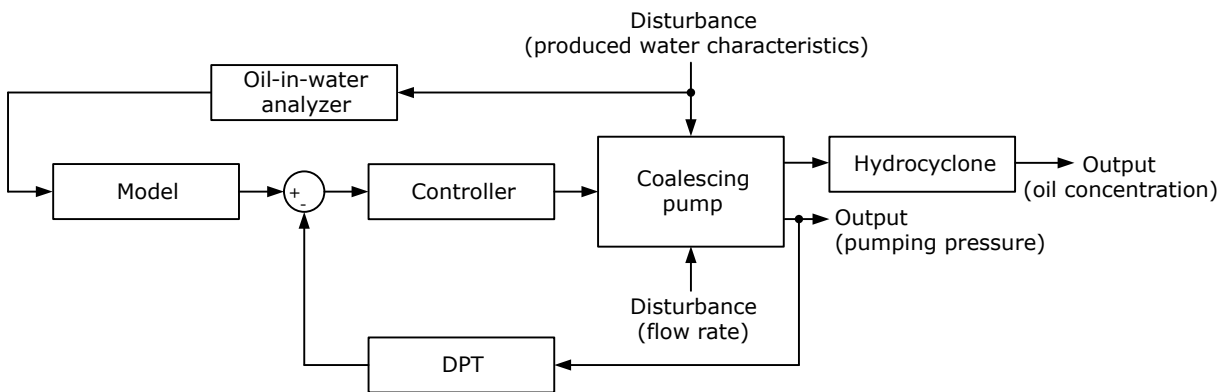 Disturbance
(produced water characteristics)
Oil-in-water
analyzer
Model
+
-
Controller
Coalescing
pump
Hydrocyclone
Output
(oil concentration)
Output
(pumping pressure)
Disturbance
(flow rate)
DPT